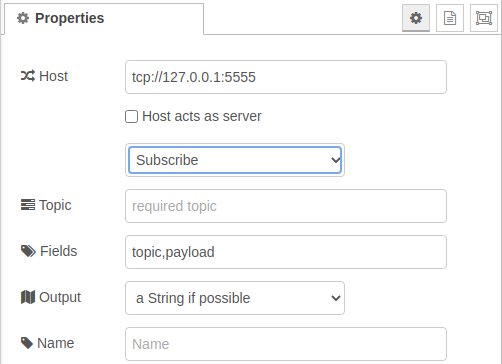 Properties
Host
tcp://127.0.0.1:5555
Host acts as server
Subscribe
Topic
required topic
Fields
topic,payload
Output
a String if possible
Name
Name